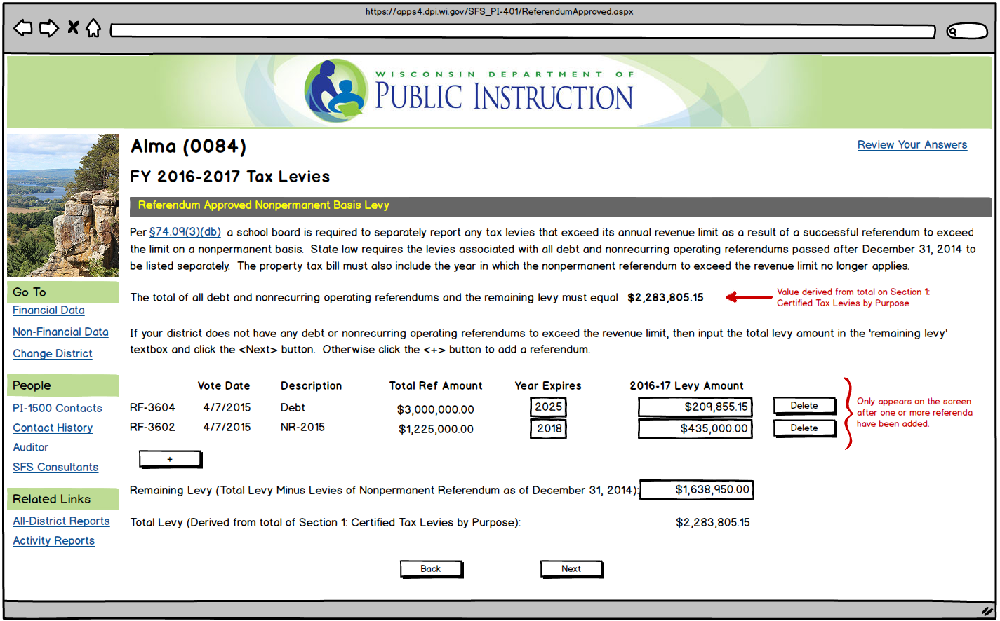 https://apps4.dpi.wi.gov/SFS_PI-401/ReferendumApproved.aspx
WISCONSIN DEPARTMENT OF
PUBLIC INSTRUCTION
Alma (0084)
Review Your Answers
FY 2016-2017 Tax Levies
Referendum Approved Nonpermanent Basis Levy
Per §74.09(3)(db) a school board is required to separately report any tax levies that exceed its annual revenue limit as a result of a successful referendum to exceed
the limit on a nonpermanent basis. State law requires the levies associated with all debt and nonrecurring operating referendums passed after December 31, 2014 to
be listed separately. The property tax bill must also include the year in which the nonpermanent referendum to exceed the revenue limit no longer applies.
The total of all debt and nonrecurring operating referendums and the remaining levy must equal $2,283,805.15
Value derived from total on Section 1:
Certified Tax Levies by Purpose
If your district does not have any debt or nonrecurring operating referendums to exceed the revenue limit, then input the total levy amount in the 'remaining levy'
textbox and click the <Next> button. Otherwise click the <+> button to add a referendum.
Vote Date Description Total Ref Amount Year Expires 2016-17 Levy Amount
RF-3604 4/7/2015 Debt $3,000,000.00 2025 $209,855.15 Delete
RF-3602 4/7/2015 NR-2015 $1,225,000.00 2018 $435,000.00 Delete
Only appears on the screen
after one or more referenda
have been added.
+
Remaining Levy (Total Levy Minus Levies of Nonpermanent Referendum as of December 31, 2014): $1,638,950.00
Total Levy (Derived from total of Section 1: Certified Tax Levies by Purpose): $2,283,805.15
Back Next
Go To
Financial Data
Non-Financial Data
Change District
People
PI-1500 Contacts
Contact History
Auditor
SFS Consultants
Related Links
All-District Reports
Activity Reports